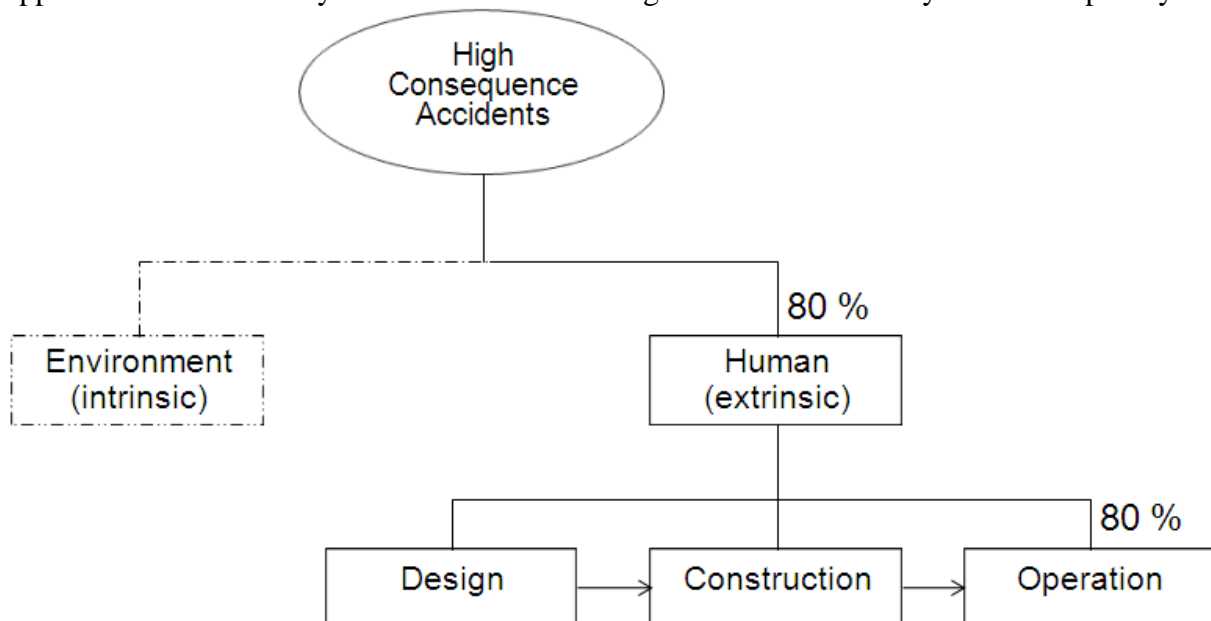 High
Consequence
Accidents
80 %
Environment
(intrinsic)
Human
(extrinsic)
80 %
Design
Construction
Operation